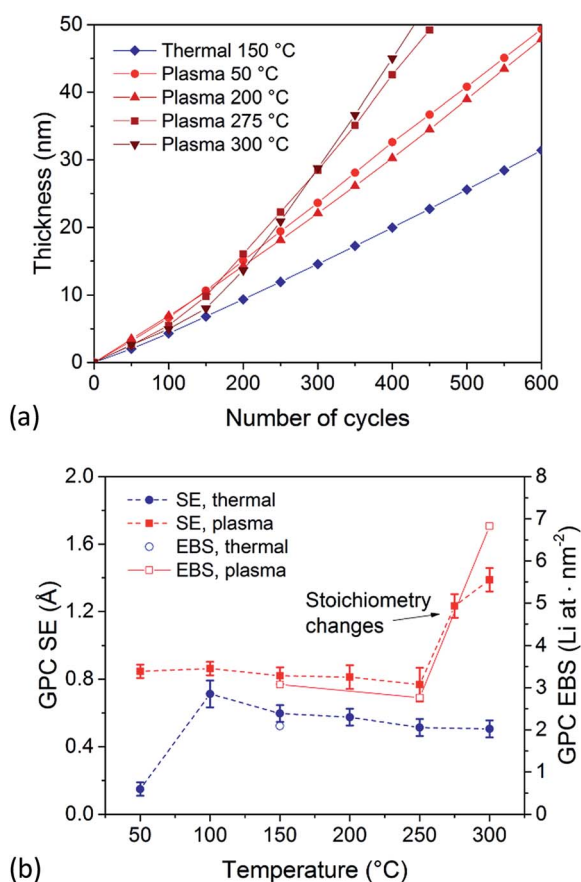 50
40
30
20
10
0
Thickness (nm)
Thermal 150 °C
Plasma 50 °C
Plasma 200 °C
Plasma 275 °C
Plasma 300 °C
0 100 200 300 400 500 600
Number of cycles
(a)
2.0
1.6
1.2
0.8
0.4
0.0
GPC SE (Å)
SE, thermal
SE, plasma
EBS, thermal
EBS, plasma
Stoichiometry
changes
8
7
6
5
4
3
2
1
0
GPC EBS (Li at · nm⁻²)
50 100 150 200 250 300
Temperature (°C)
(b)